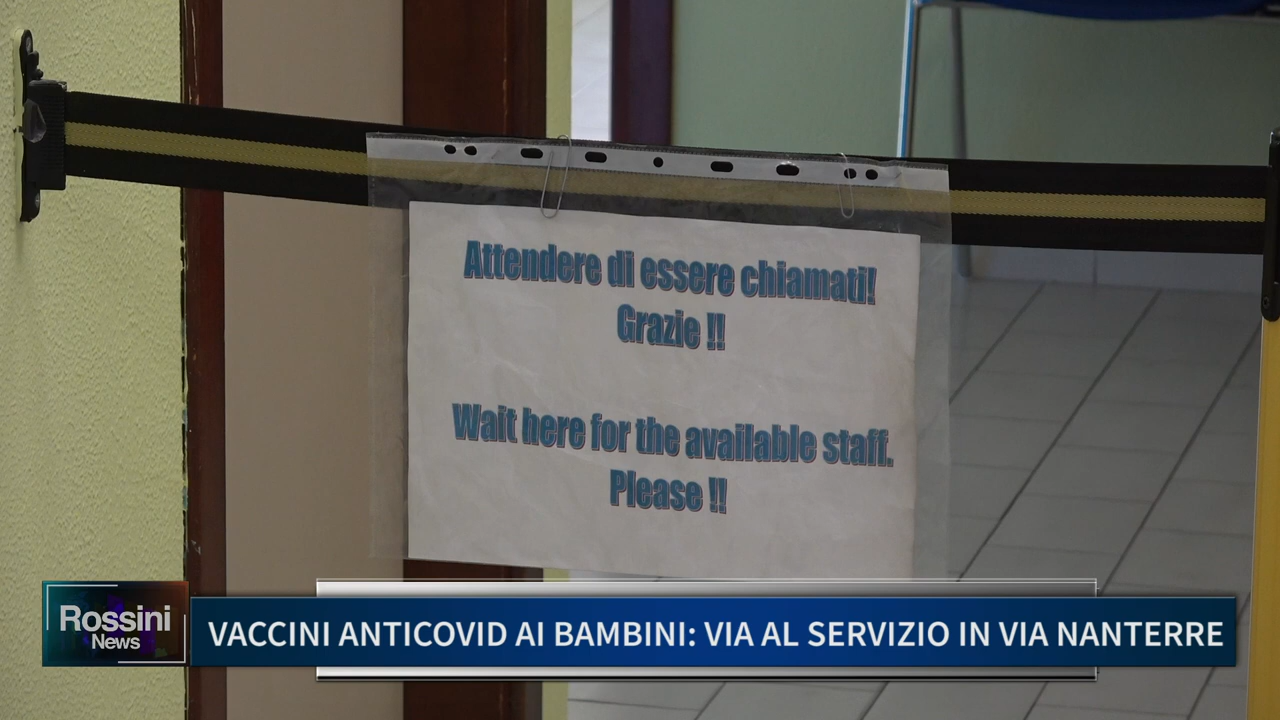 Attendere di essere chiamati!
Grazie !!
Wait here for the available staff.
Please !!
Rossini
News
VACCINI ANTICOVID AI BAMBINI: VIA AL SERVIZIO IN VIA NANTERRE